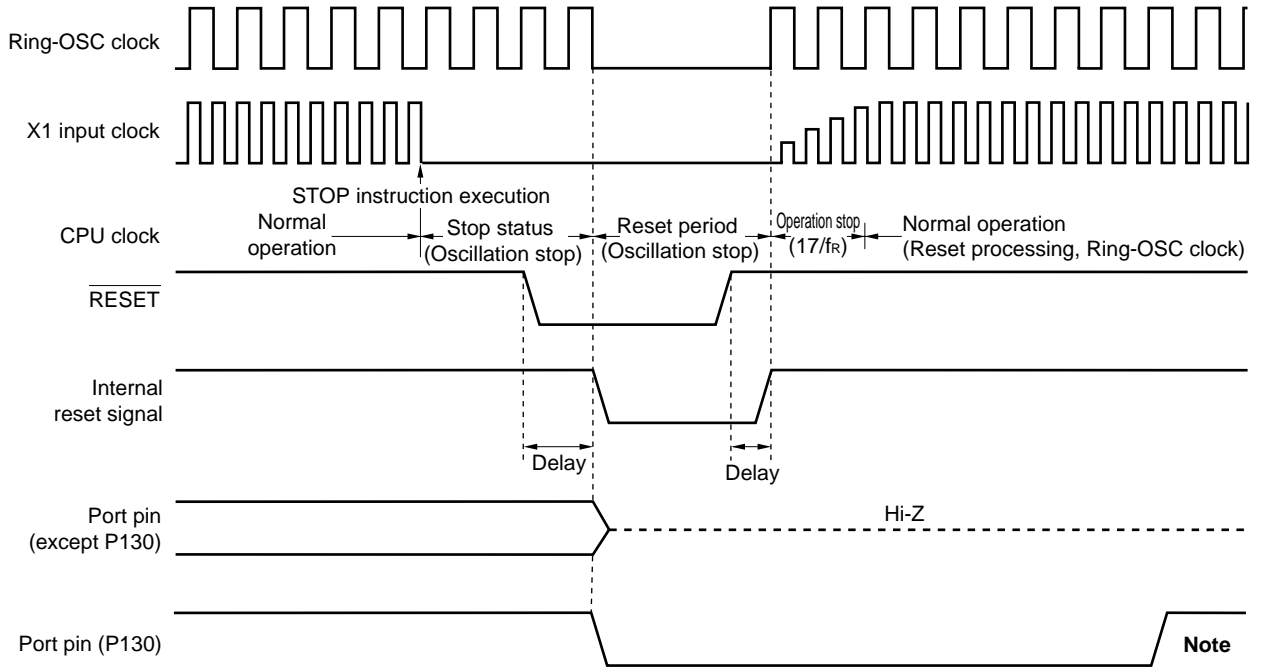 Ring-OSC clock
X1 input clock
STOP instruction execution
CPU clock
Normal
operation
Stop status
(Oscillation stop)
Reset period
(Oscillation stop)
Operation stop
(17/fR)
Normal operation
(Reset processing, Ring-OSC clock)
RESET
Internal
reset signal
Delay
Delay
Port pin
(except P130)
Hi-Z
Port pin (P130)
Note